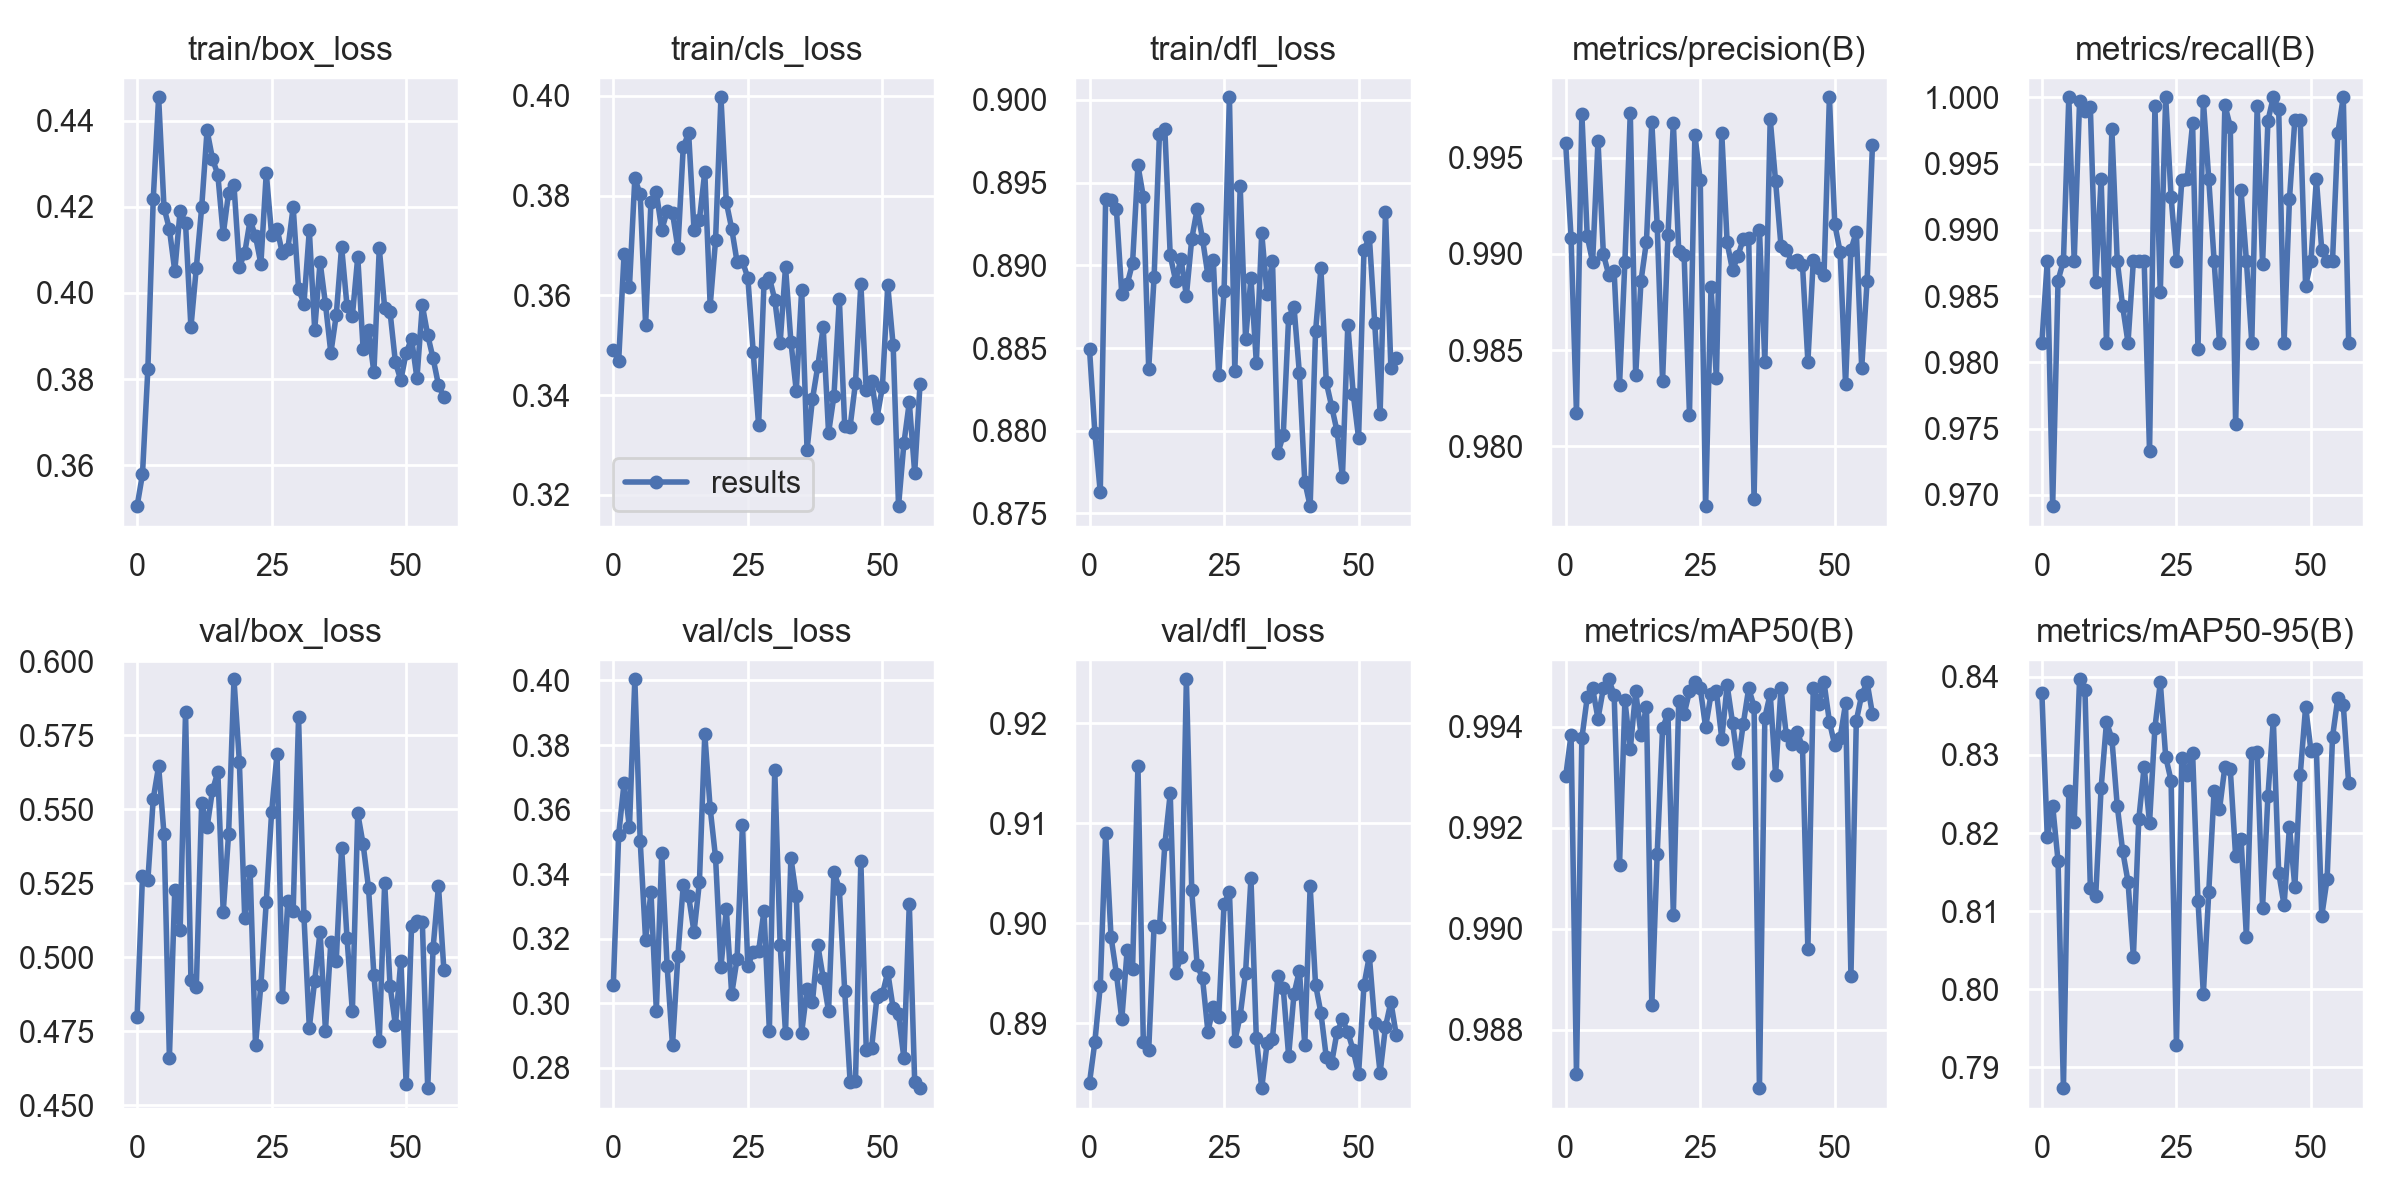 train/box_loss
0.44
0.42
0.40
0.38
0.36
0 25 50
train/cls_loss
0.40
0.38
0.36
0.34
0.32
results
0 25 50
train/dfl_loss
0.900
0.895
0.890
0.885
0.880
0.875
0 25 50
metrics/precision(B)
0.995
0.990
0.985
0.980
0 25 50
metrics/recall(B)
1.000
0.995
0.990
0.985
0.980
0.975
0.970
0 25 50
val/box_loss
0.600
0.575
0.550
0.525
0.500
0.475
0.450
0 25 50
val/cls_loss
0.40
0.38
0.36
0.34
0.32
0.30
0.28
0 25 50
val/dfl_loss
0.92
0.91
0.90
0.89
0 25 50
metrics/mAP50(B)
0.994
0.992
0.990
0.988
0 25 50
metrics/mAP50-95(B)
0.84
0.83
0.82
0.81
0.80
0.79
0 25 50